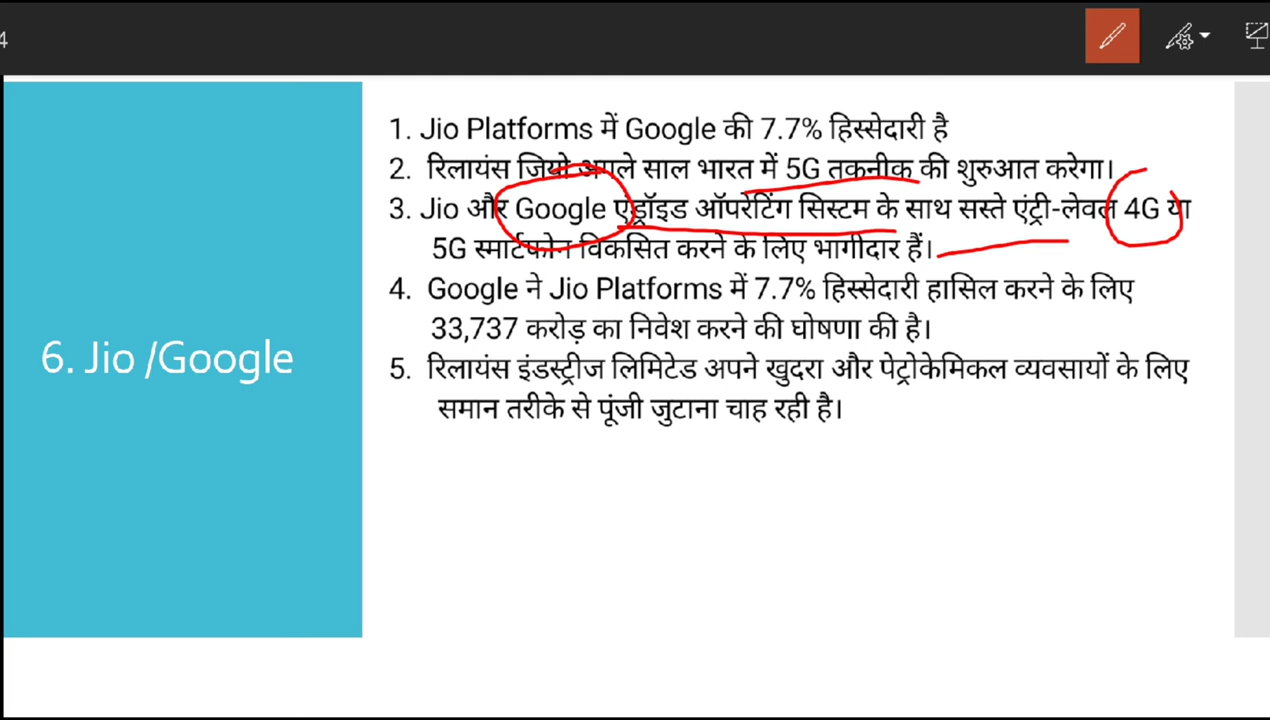 4
1. Jio Platforms में Google की 7.7% हिस्सेदारी है
2. रिलायंस जियो अगले साल भारत में 5G तकनीक की शुरुआत करेगा।
3. Jio और Google एंड्रॉइड ऑपरेटिंग सिस्टम के साथ सस्ते एंट्री-लेवल 4G या
5G स्मार्टफोन विकसित करने के लिए भागीदार हैं।
4. Google ने Jio Platforms में 7.7% हिस्सेदारी हासिल करने के लिए
33,737 करोड़ का निवेश करने की घोषणा की है।
6. Jio /Google
5. रिलायंस इंडस्ट्रीज लिमिटेड अपने खुदरा और पेट्रोकेमिकल व्यवसायों के लिए
समान तरीके से पूंजी जुटाना चाह रही है।